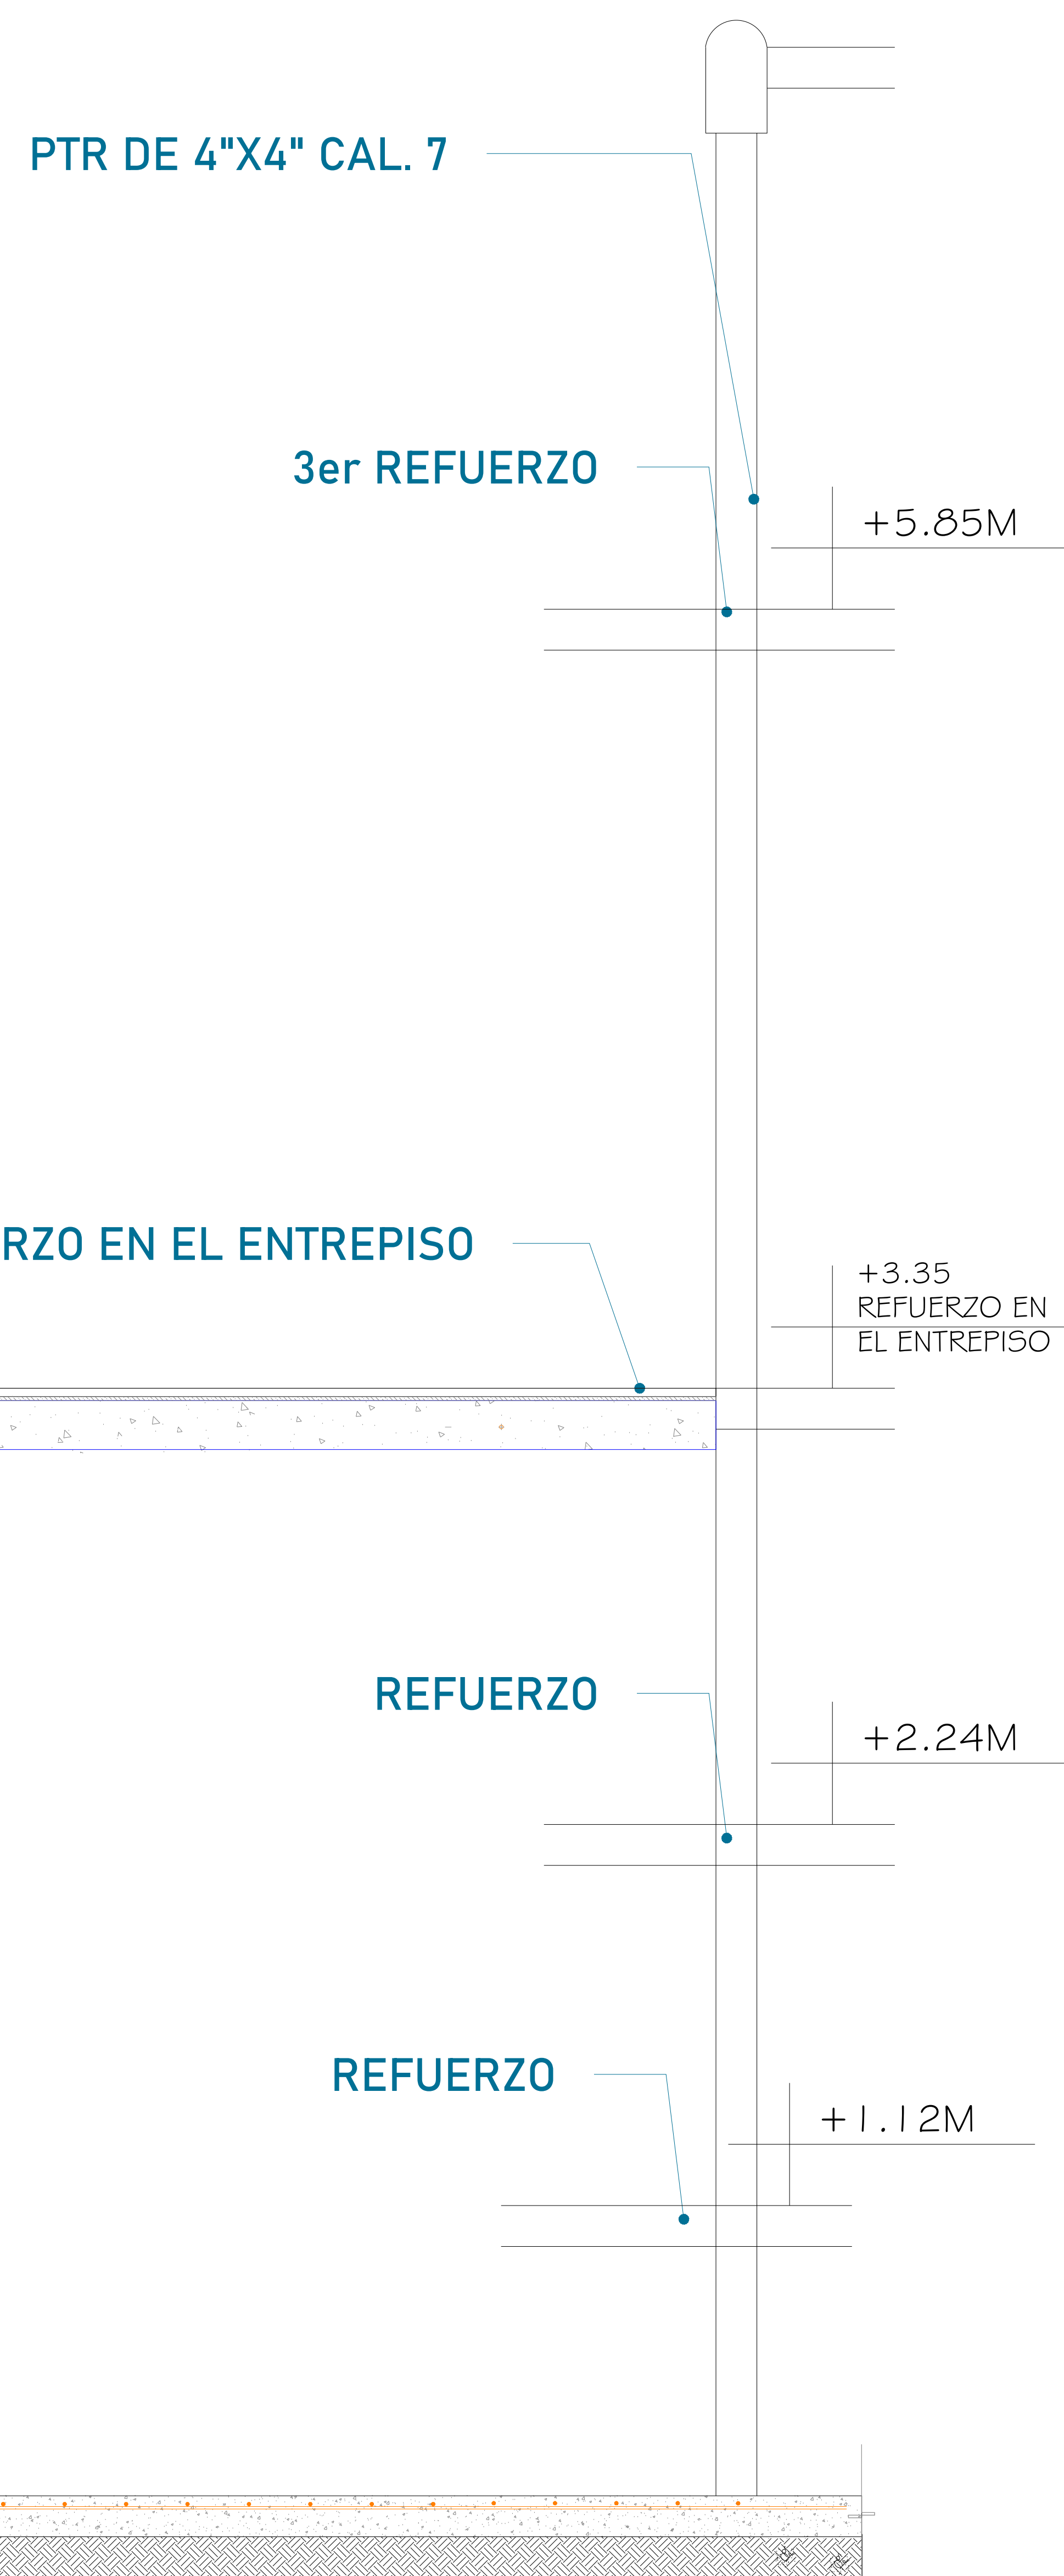 PTR DE 4"X4" CAL. 7
3er REFUERZO
+5.85M
RZO EN EL ENTREPISO
+3.35
REFUERZO EN
EL ENTREPISO
REFUERZO
+2.24M
REFUERZO
+1.12M